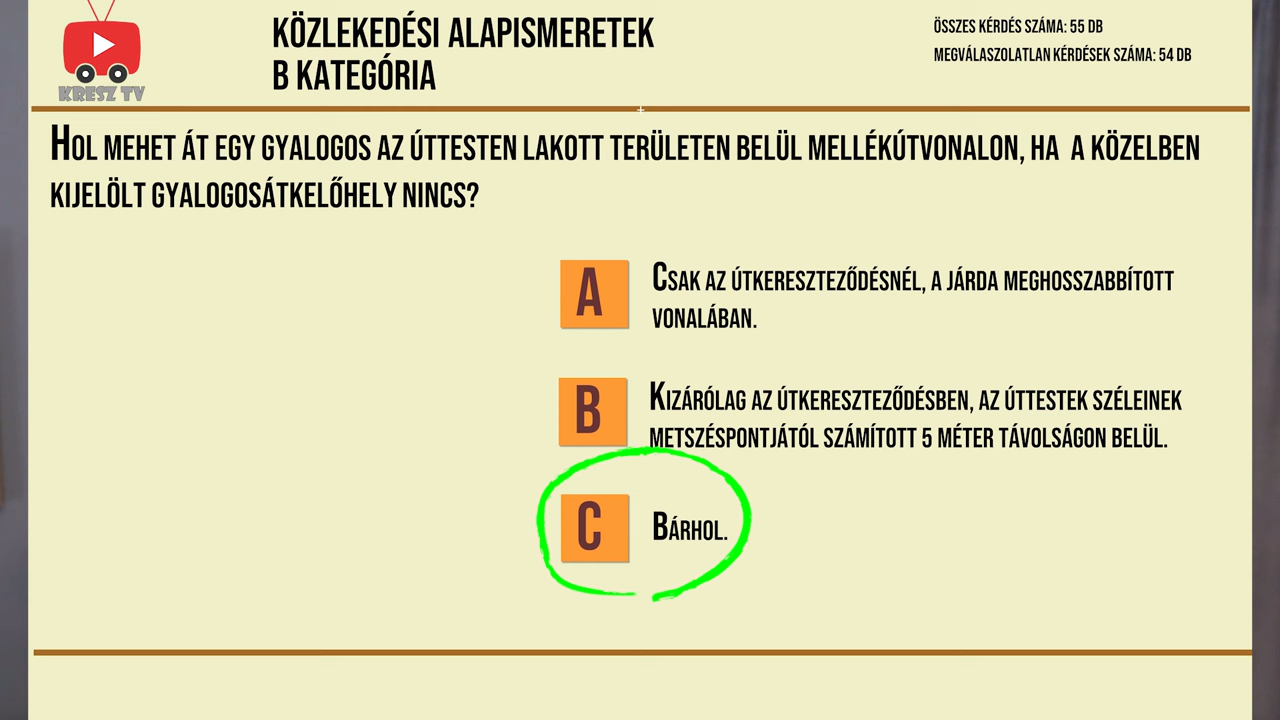 KRESZ TV
KÖZLEKEDÉSI ALAPISMERETEK
B KATEGÓRIA
ÖSSZES KÉRDÉS SZÁMA: 55 DB
MEGVÁLASZOLATLAN KÉRDÉSEK SZÁMA: 54 DB
HOL MEHET ÁT EGY GYALOGOS AZ ÚTTESTEN LAKOTT TERÜLETEN BELÜL MELLÉKÚTVONALON, HA A KÖZELBEN
KIJELÖLT GYALOGOSÁTKELŐHELY NINCS?
A
CSAK AZ ÚTKERESZTEZŐDÉSNÉL, A JÁRDA MEGHOSSZABBÍTOTT
VONALÁBAN.
B
KIZÁRÓLAG AZ ÚTKERESZTEZŐDÉSBEN, AZ ÚTTESTEK SZÉLEINEK
METSZÉSPONTJÁTÓL SZÁMÍTOTT 5 MÉTER TÁVOLSÁGON BELÜL.
C
BÁRHOL.